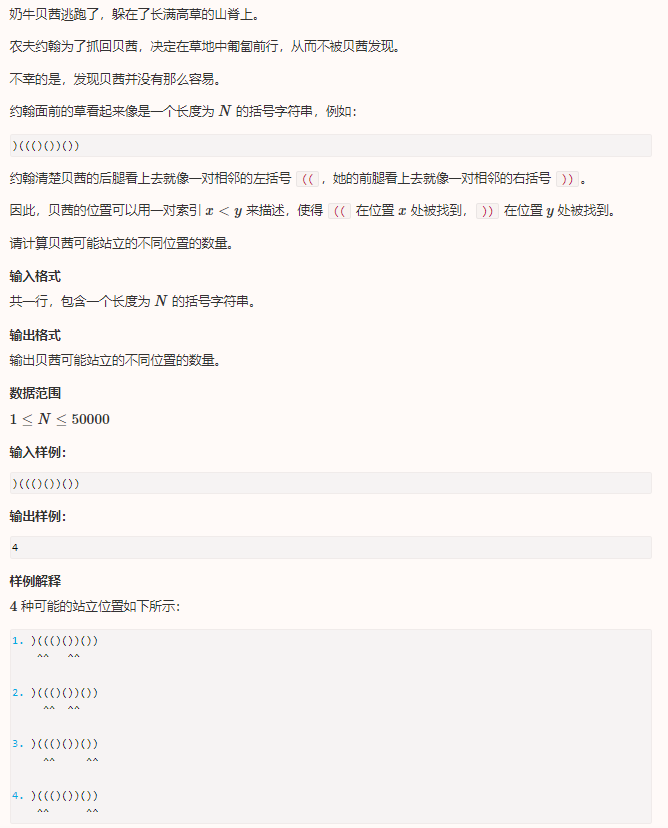 奶牛贝茜逃跑了，躲在了长满高草的山脊上。
农夫约翰为了抓回贝茜，决定在草地中匍匐前行，从而不被贝茜发现。
不幸的是，发现贝茜并没有那么容易。
约翰面前的草看起来像是一个长度为 N 的括号字符串，例如：
)((()())())
约翰清楚贝茜的后腿看上去就像一对相邻的左括号 ((，她的前腿看上去就像一对相邻的右括号 ))。
因此，贝茜的位置可以用一对索引 x < y 来描述，使得 (( 在位置 x 处被找到，)) 在位置 y 处被找到。
请计算贝茜可能站立的不同位置的数量。
输入格式
共一行，包含一个长度为 N 的括号字符串。
输出格式
输出贝茜可能站立的不同位置的数量。
数据范围
1 ≤ N ≤ 50000
输入样例：
)((()())())
输出样例：
4
样例解释
4 种可能的站立位置如下所示：
1. )((()())())
^^   ^^
2. )((()())())
^^  ^^
3. )((()())())
^^     ^^
4. )((()())())
^^      ^^